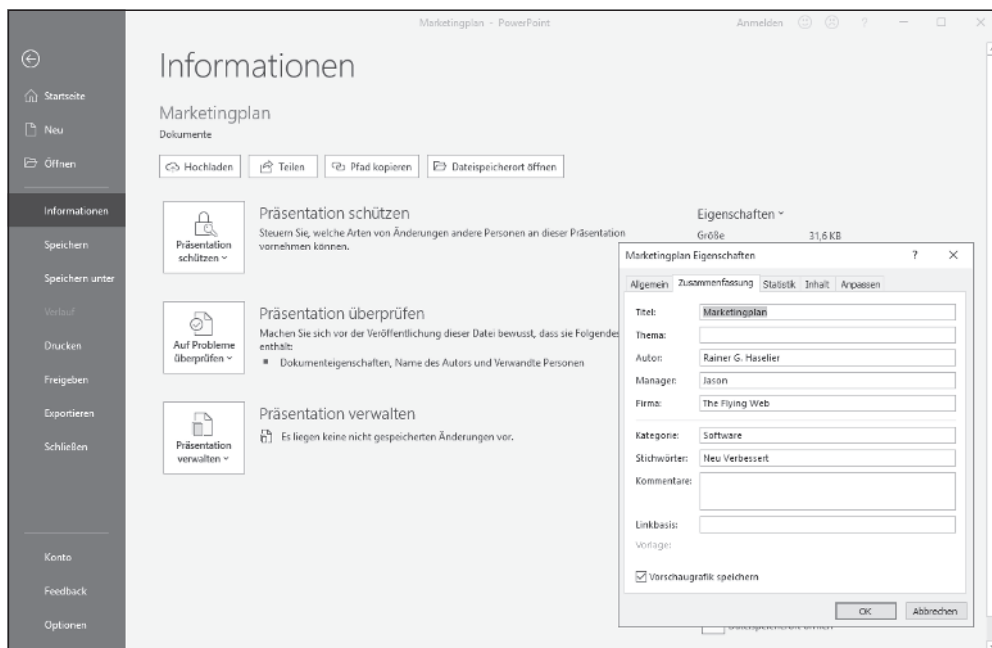 Marketingplan - PowerPoint
Anmelden
?
Informationen
Startseite
Neu
Öffnen
Informationen
Speichern
Speichern unter
Verlauf
Drucken
Freigeben
Exportieren
Schließen
Konto
Feedback
Optionen
Marketingplan
Dokumente
Hochladen
Teilen
Pfad kopieren
Dateispeicherort öffnen
Präsentation
schützen
Präsentation schützen
Steuern Sie, welche Arten von Änderungen andere Personen an dieser Präsentation
vornehmen können.
Auf Probleme
überprüfen
Präsentation überprüfen
Machen Sie sich vor der Veröffentlichung dieser Datei bewusst, dass sie Folgendes
enthält:
Dokumenteigenschaften, Name des Autors und Verwandte Personen
Präsentation
verwalten
Präsentation verwalten
Es liegen keine nicht gespeicherten Änderungen vor.
Eigenschaften
Größe 31,6 KB
Marketingplan Eigenschaften ?
Allgemein Zusammenfassung Statistik Inhalt Anpassen
Titel: Marketingplan
Thema:
Autor: Rainer G. Haselier
Manager: Jason
Firma: The Flying Web
Kategorie: Software
Stichwörter: Neu Verbessert
Kommentare:
Linkbasis:
Vorlage:
Vorschaugrafik speichern
OK Abbrechen